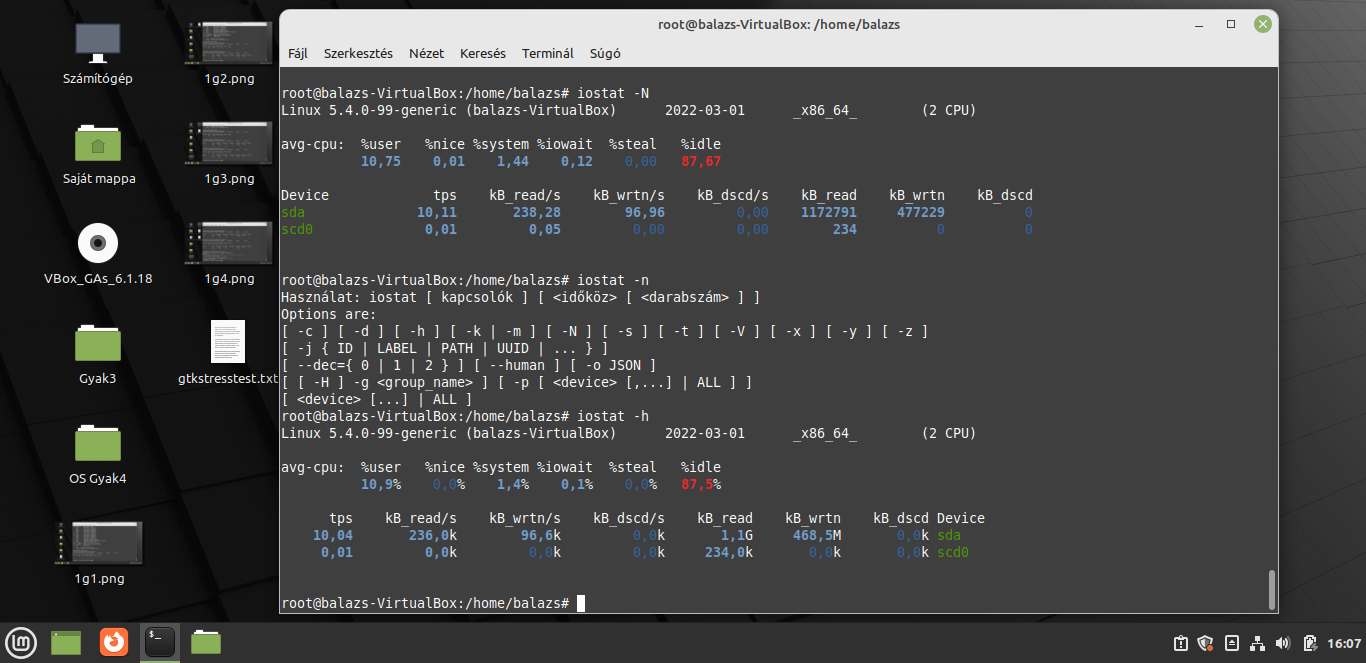 Számítógép
1g2.png
Saját mappa
1g3.png
VBox_GAs_6.1.18
1g4.png
Gyak3
gtkstresstest.txt
OS Gyak4
1g1.png
root@balazs-VirtualBox: /home/balazs
Fájl Szerkesztés Nézet Keresés Terminál Súgó
root@balazs-VirtualBox:/home/balazs# iostat -N
Linux 5.4.0-99-generic (balazs-VirtualBox) 2022-03-01 _x86_64_ (2 CPU)
avg-cpu: %user %nice %system %iowait %steal %idle
10,75 0,01 1,44 0,12 0,00 87,67
Device tps kB_read/s kB_wrtn/s kB_dscd/s kB_read kB_wrtn kB_dscd
sda 10,11 238,28 96,96 0,00 1172791 477229 0
scd0 0,01 0,05 0,00 0,00 234 0 0
root@balazs-VirtualBox:/home/balazs# iostat -n
Használat: iostat [ kapcsolók ] [ <időköz> [ <darabszám> ] ]
Options are:
[ -c ] [ -d ] [ -h ] [ -k | -m ] [ -N ] [ -s ] [ -t ] [ -V ] [ -x ] [ -y ] [ -z ]
[ -j { ID | LABEL | PATH | UUID | ... } ]
[ --dec={ 0 | 1 | 2 } ] [ --human ] [ -o JSON ]
[ [ -H ] -g <group_name> ] [ -p [ <device> [,...] | ALL ] ]
[ <device> [...] | ALL ]
root@balazs-VirtualBox:/home/balazs# iostat -h
Linux 5.4.0-99-generic (balazs-VirtualBox) 2022-03-01 _x86_64_ (2 CPU)
avg-cpu: %user %nice %system %iowait %steal %idle
10,9% 0,0% 1,4% 0,1% 0,0% 87,5%
tps kB_read/s kB_wrtn/s kB_dscd/s kB_read kB_wrtn kB_dscd Device
10,04 236,0k 96,6k 0,0k 1,1G 468,5M 0,0k sda
0,01 0,0k 0,0k 0,0k 234,0k 0,0k 0,0k scd0
root@balazs-VirtualBox:/home/balazs#
$_
16:07